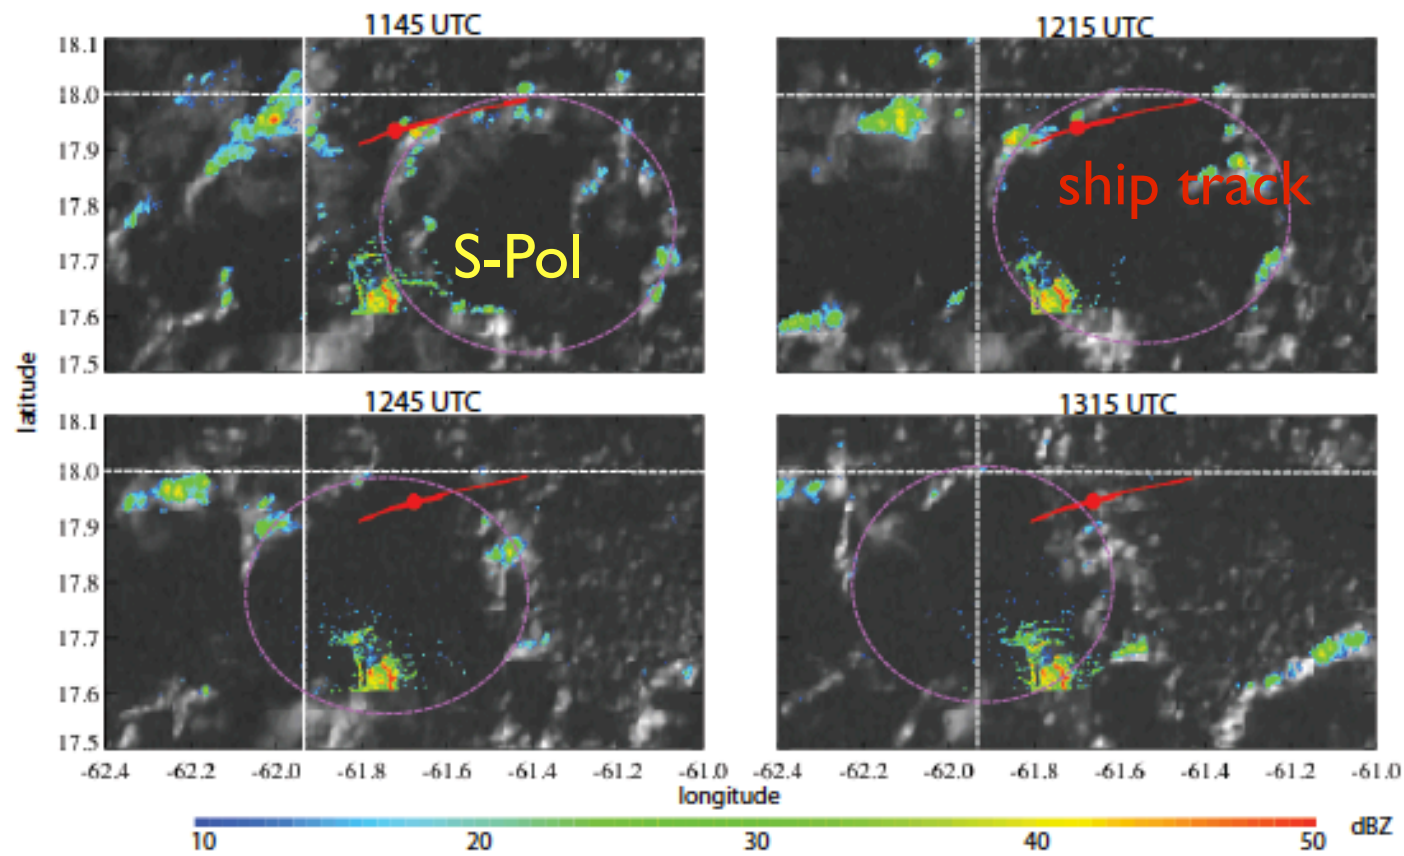 1145 UTC
1215 UTC
18.1
18.0
17.9
17.8
17.7
17.6
17.5
S-Pol
ship track
latitude
1245 UTC
1315 UTC
18.1
18.0
17.9
17.8
17.7
17.6
17.5
-62.4 -62.2 -62.0 -61.8 -61.6 -61.4 -61.2 -61.0
-62.4 -62.2 -62.0 -61.8 -61.6 -61.4 -61.2 -61.0
longitude
10 20 30 40 50 dBZ